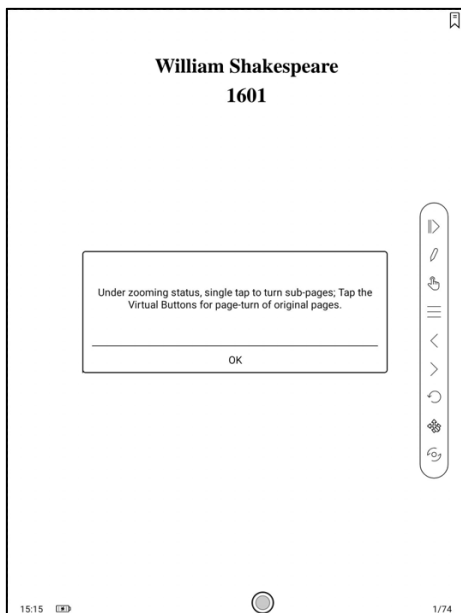 William Shakespeare
1601
Under zooming status, single tap to turn sub-pages; Tap the
Virtual Buttons for page-turn of original pages.
OK
15:15
1/74